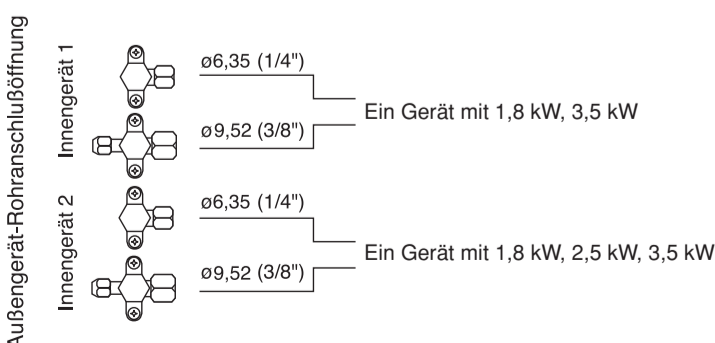 Außengerät-Rohranschlußöffnung
Innengerät 1
ø6,35 (1/4")
ø9,52 (3/8")
Ein Gerät mit 1,8 kW, 3,5 kW
Innengerät 2
ø6,35 (1/4")
ø9,52 (3/8")
Ein Gerät mit 1,8 kW, 2,5 kW, 3,5 kW